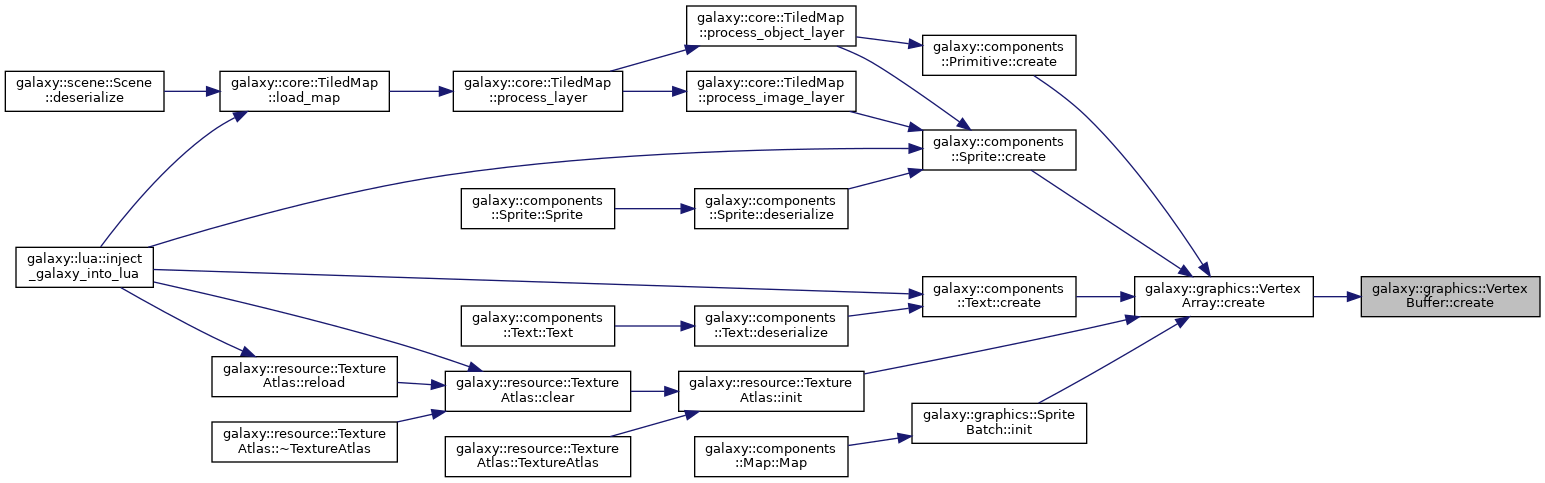 galaxy::core::TiledMap
::process_object_layer
galaxy::components
::Primitive::create
galaxy::scene::Scene
::deserialize
galaxy::core::TiledMap
::load_map
galaxy::core::TiledMap
::process_layer
galaxy::core::TiledMap
::process_image_layer
galaxy::components
::Sprite::create
galaxy::components
::Sprite::Sprite
galaxy::components
::Sprite::deserialize
galaxy::lua::inject
_galaxy_into_lua
galaxy::components
::Text::create
galaxy::graphics::Vertex
Array::create
galaxy::graphics::Vertex
Buffer::create
galaxy::components
::Text::Text
galaxy::components
::Text::deserialize
galaxy::resource::Texture
Atlas::reload
galaxy::resource::Texture
Atlas::clear
galaxy::resource::Texture
Atlas::init
galaxy::graphics::Sprite
Batch::init
galaxy::resource::Texture
Atlas::~TextureAtlas
galaxy::resource::Texture
Atlas::TextureAtlas
galaxy::components
::Map::Map